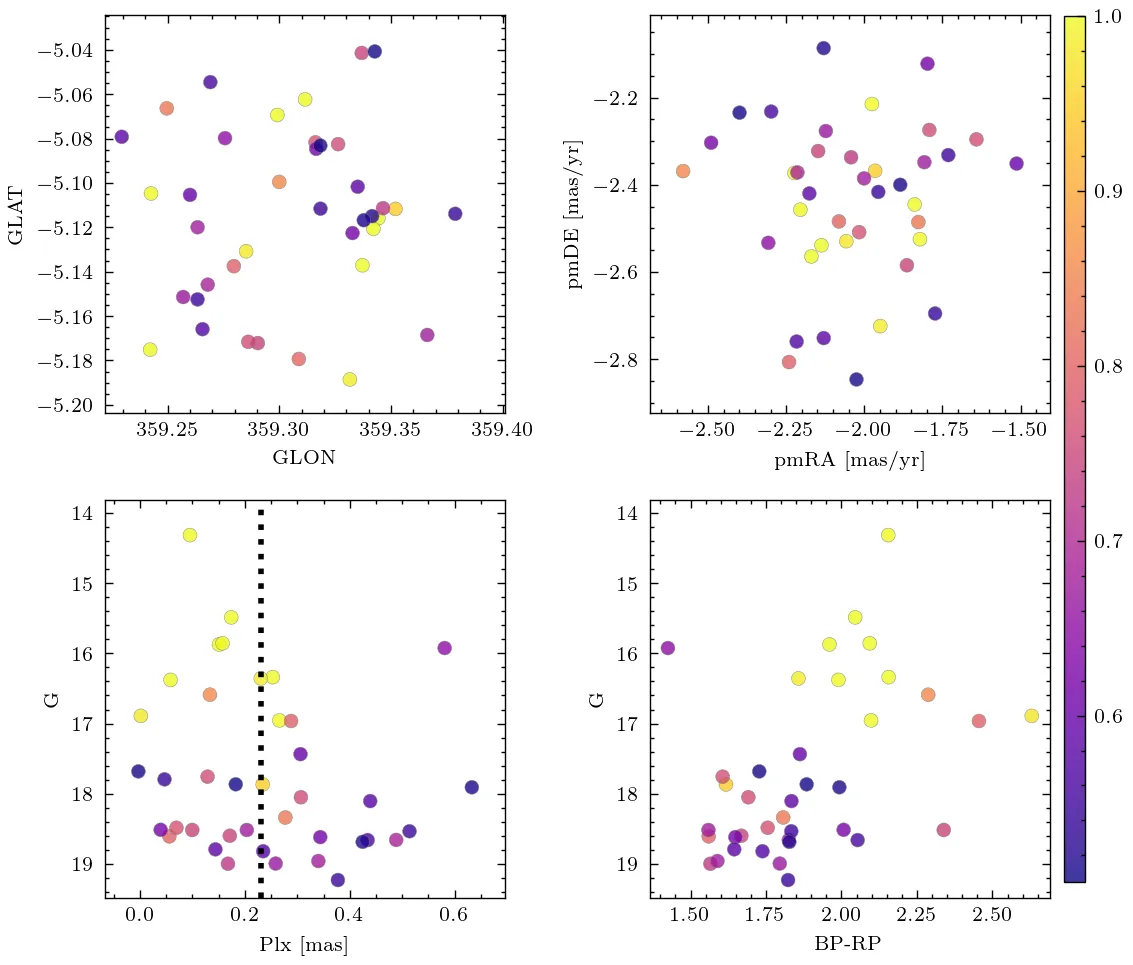 −5.04
−5.06
−5.08
−5.10
−5.12
−5.14
−5.16
−5.18
−5.20
GLAT
359.25 359.30 359.35 359.40
GLON
−2.2
−2.4
−2.6
−2.8
pmDE [mas/yr]
−2.50 −2.25 −2.00 −1.75 −1.50
pmRA [mas/yr]
1.0
0.9
0.8
0.7
0.6
14
15
16
17
18
19
G
0.0 0.2 0.4 0.6
Plx [mas]
14
15
16
17
18
19
G
1.50 1.75 2.00 2.25 2.50
BP-RP